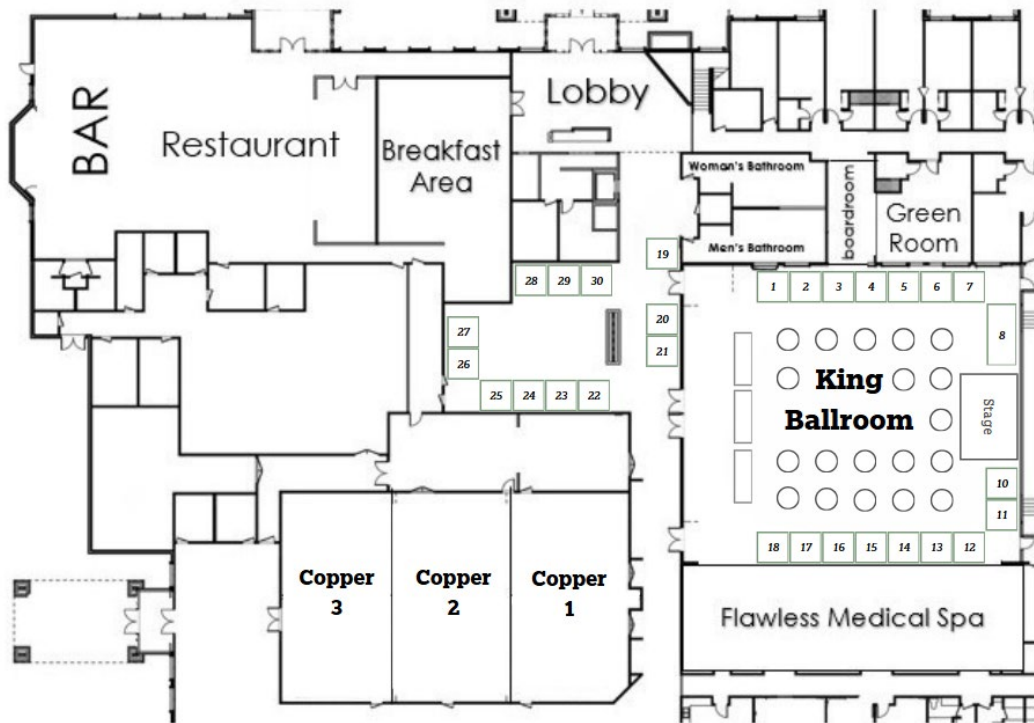 BAR
Restaurant
Breakfast
Area
Lobby
Woman's Bathroom
Men's Bathroom
boardroom
Green
Room
19
28 29 30
1 2 3 4 5 6 7
8
20
21
27
26
25 24 23 22
King
Ballroom
Stage
10
11
18 17 16 15 14 13 12
Copper
3
Copper
2
Copper
1
Flawless Medical Spa